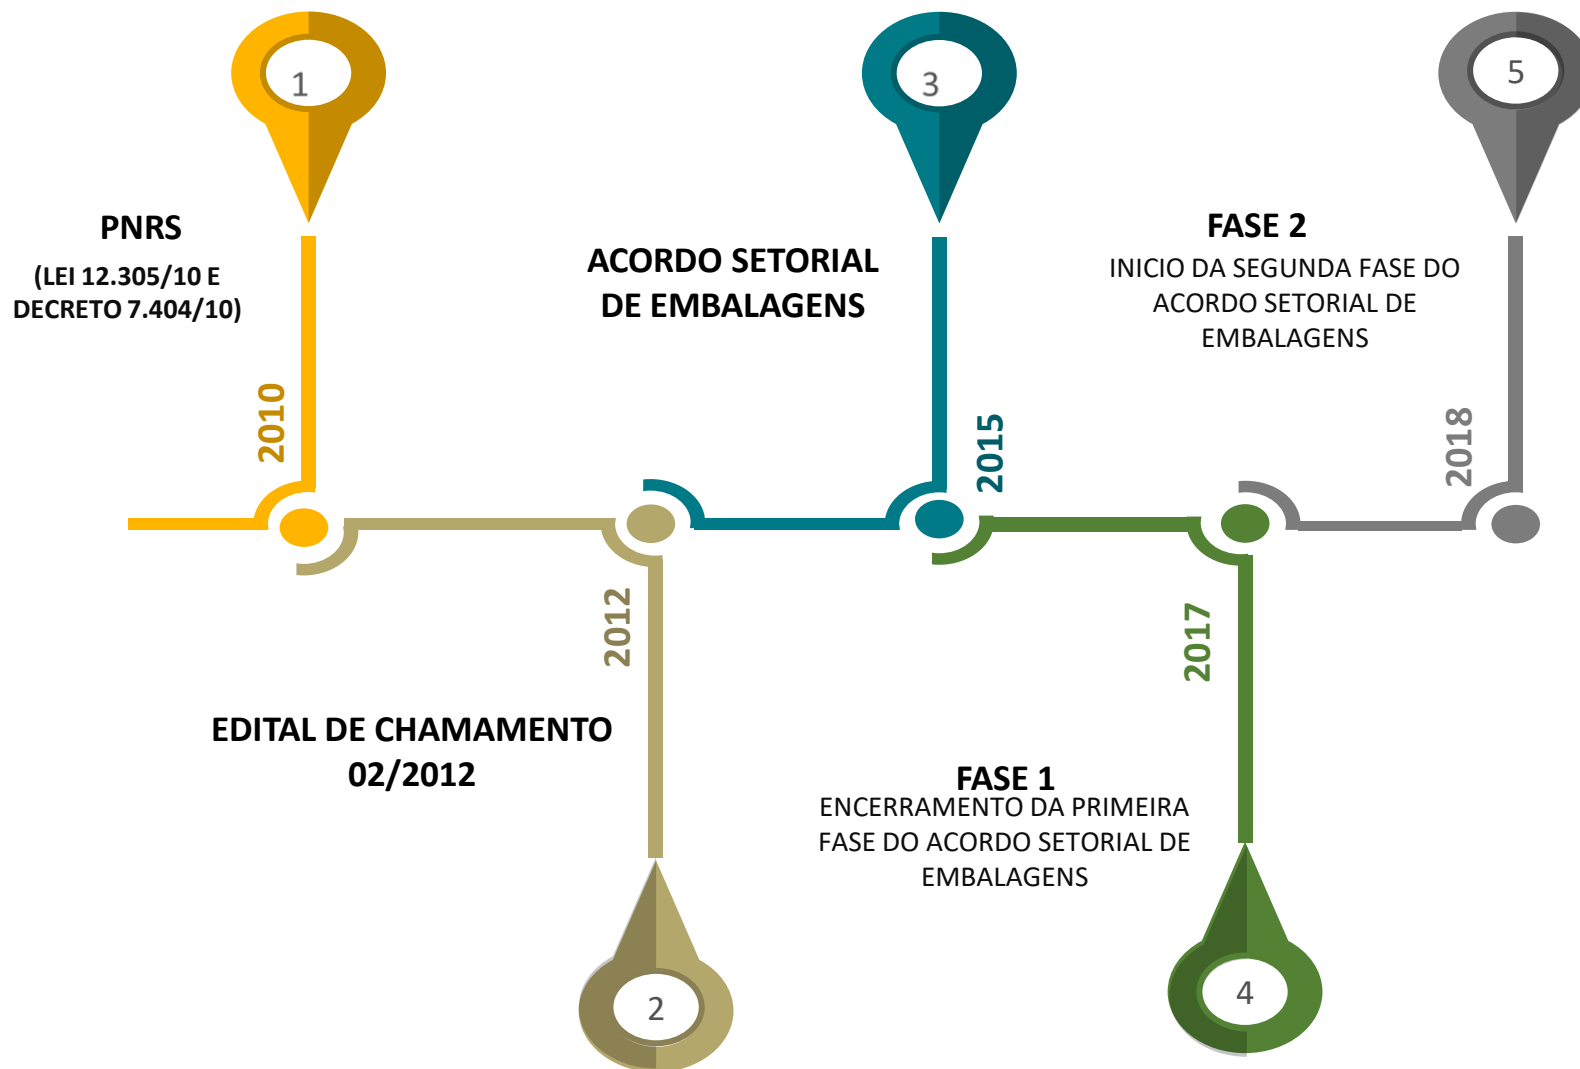 1
PNRS
(LEI 12.305/10 E
DECRETO 7.404/10)
2010
2012
EDITAL DE CHAMAMENTO
02/2012
2
3
ACORDO SETORIAL
DE EMBALAGENS
2015
2017
FASE 1
ENCERRAMENTO DA PRIMEIRA
FASE DO ACORDO SETORIAL DE
EMBALAGENS
4
5
FASE 2
INICIO DA SEGUNDA FASE DO
ACORDO SETORIAL DE
EMBALAGENS
2018